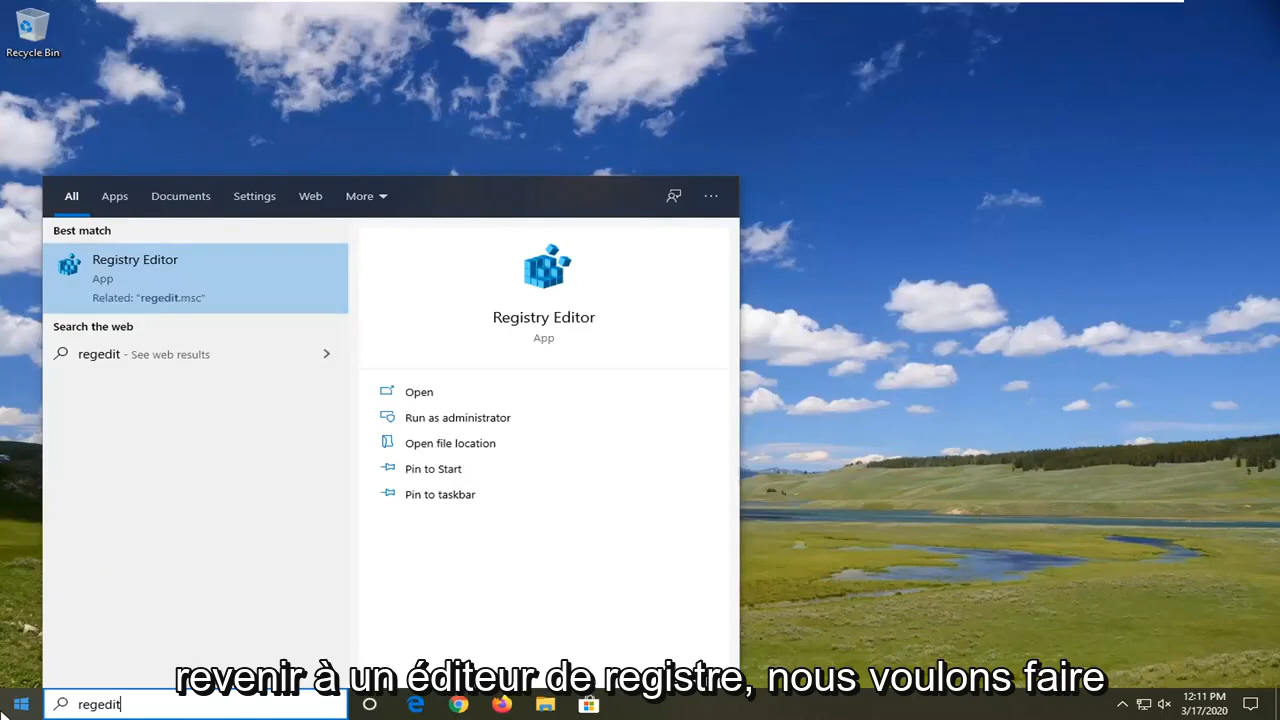 Recycle Bin
All Apps Documents Settings Web More
Best match
Registry Editor
App
Related: "regedit.msc"
Search the web
regedit - See web results
Registry Editor
App
Open
Run as administrator
Open file location
Pin to Start
Pin to taskbar
revenir à un éditeur de registre, nous voulons faire
regedit
12:11 PM
3/17/2020